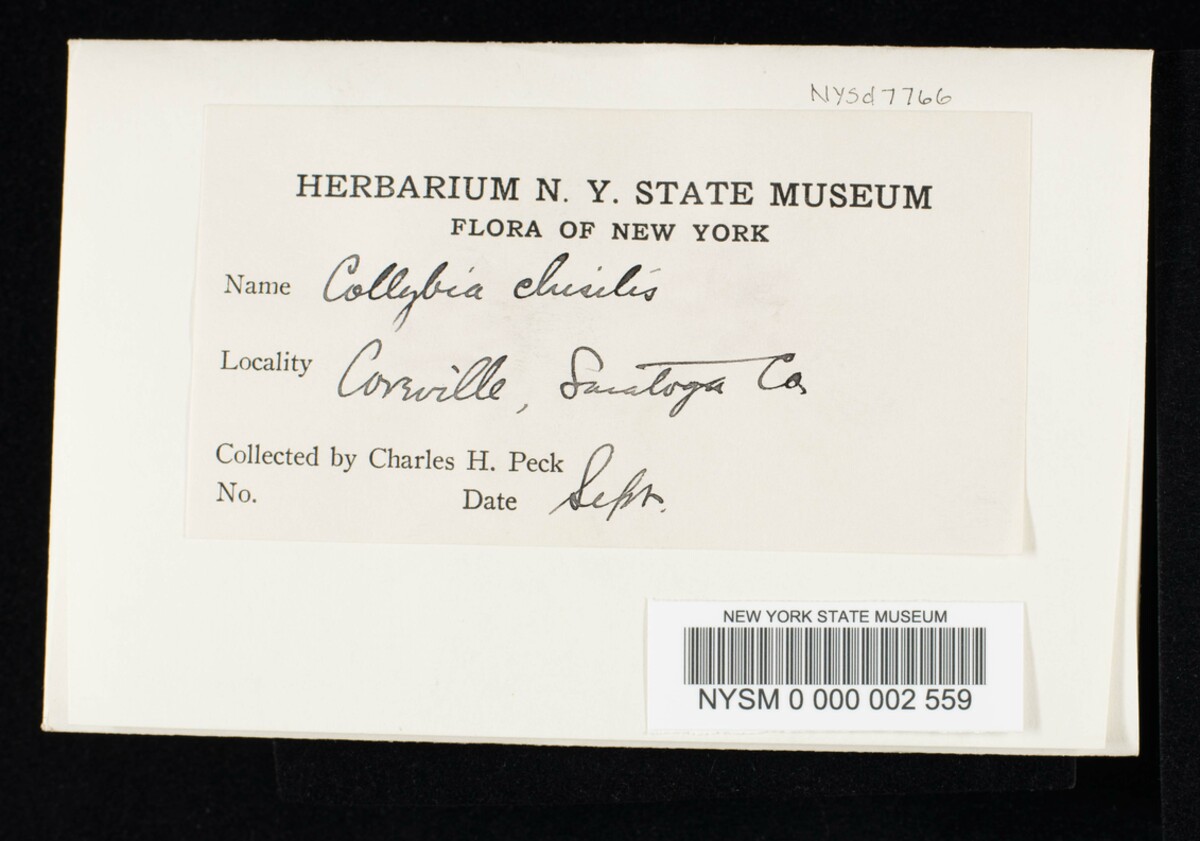 NYSd7766
HERBARIUM N. Y. STATE MUSEUM
FLORA OF NEW YORK
Name Collybia clusilis
Locality Coreville, Saratoga Co.
Collected by Charles H. Peck
No. Date Sept.
NEW YORK STATE MUSEUM
NYSM 0 000 002 559